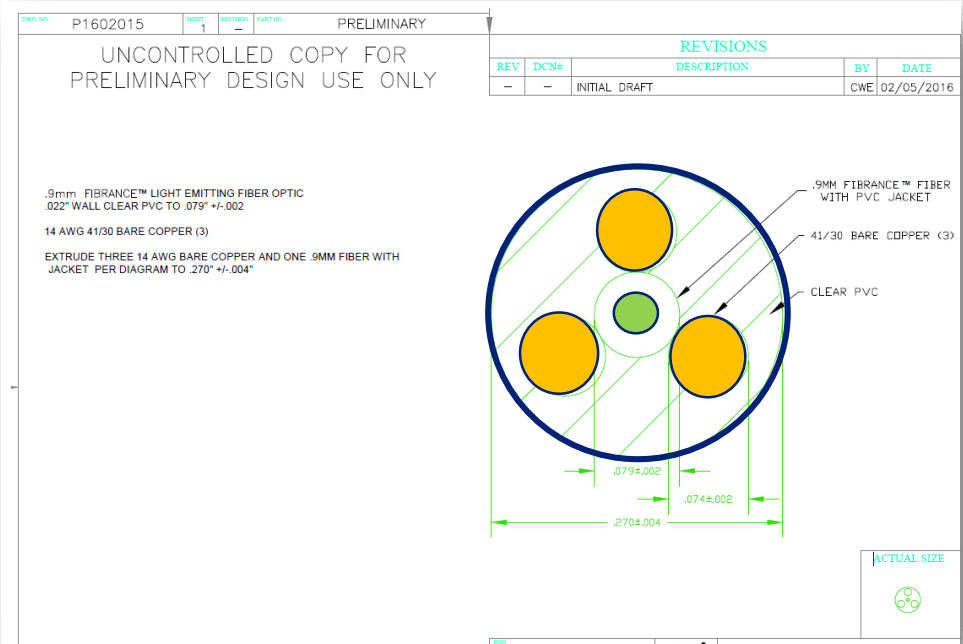 DWG NO.
P1602015
SHEET
1
REVISION
–
PART NO.
PRELIMINARY
UNCONTROLLED COPY FOR
PRELIMINARY DESIGN USE ONLY
REVISIONS
REV DCN# DESCRIPTION BY DATE
– – INITIAL DRAFT CWE 02/05/2016
.9mm FIBRANCE™ LIGHT EMITTING FIBER OPTIC
.022" WALL CLEAR PVC TO .079" +/-.002
14 AWG 41/30 BARE COPPER (3)
EXTRUDE THREE 14 AWG BARE COPPER AND ONE .9MM FIBER WITH
JACKET PER DIAGRAM TO .270" +/-.004"
.9MM FIBRANCE™ FIBER
WITH PVC JACKET
41/30 BARE COPPER (3)
CLEAR PVC
.079±.002
.074±.002
.270±.004
ACTUAL SIZE